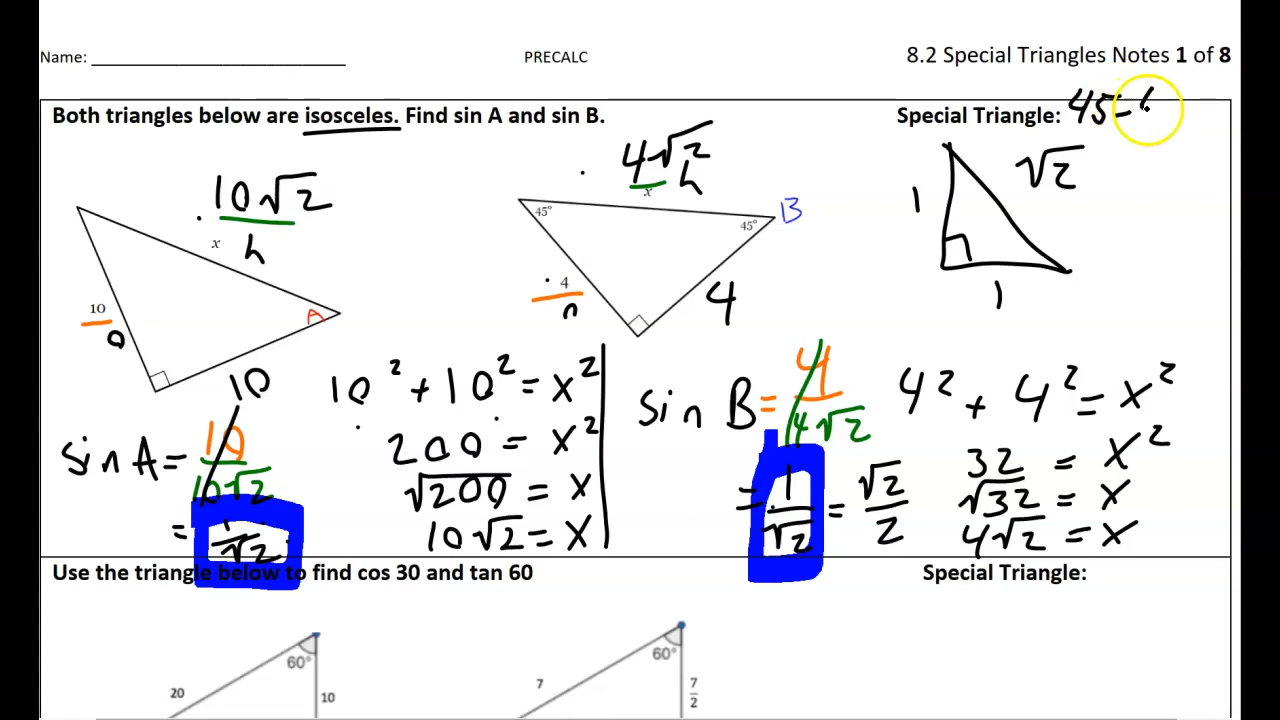 Name: ____________ PRECALC 8.2 Special Triangles Notes 1 of 8
Both triangles below are isosceles. Find sin A and sin B.
Special Triangle: 45-
10√2
x
h
10
o
A
10
4√2
x
h
45°
45°
B
4
4
1
√2
1
sin A = 10/10√2
= 1/√2
10² + 10² = x²
200 = x²
√200 = x
10√2 = x
sin B = 4/4√2
= 1/√2 = √2/2
4² + 4² = x²
32 = x²
√32 = x
4√2 = x
Use the triangle below to find cos 30 and tan 60
Special Triangle:
60°
20
10
60°
7
7/2